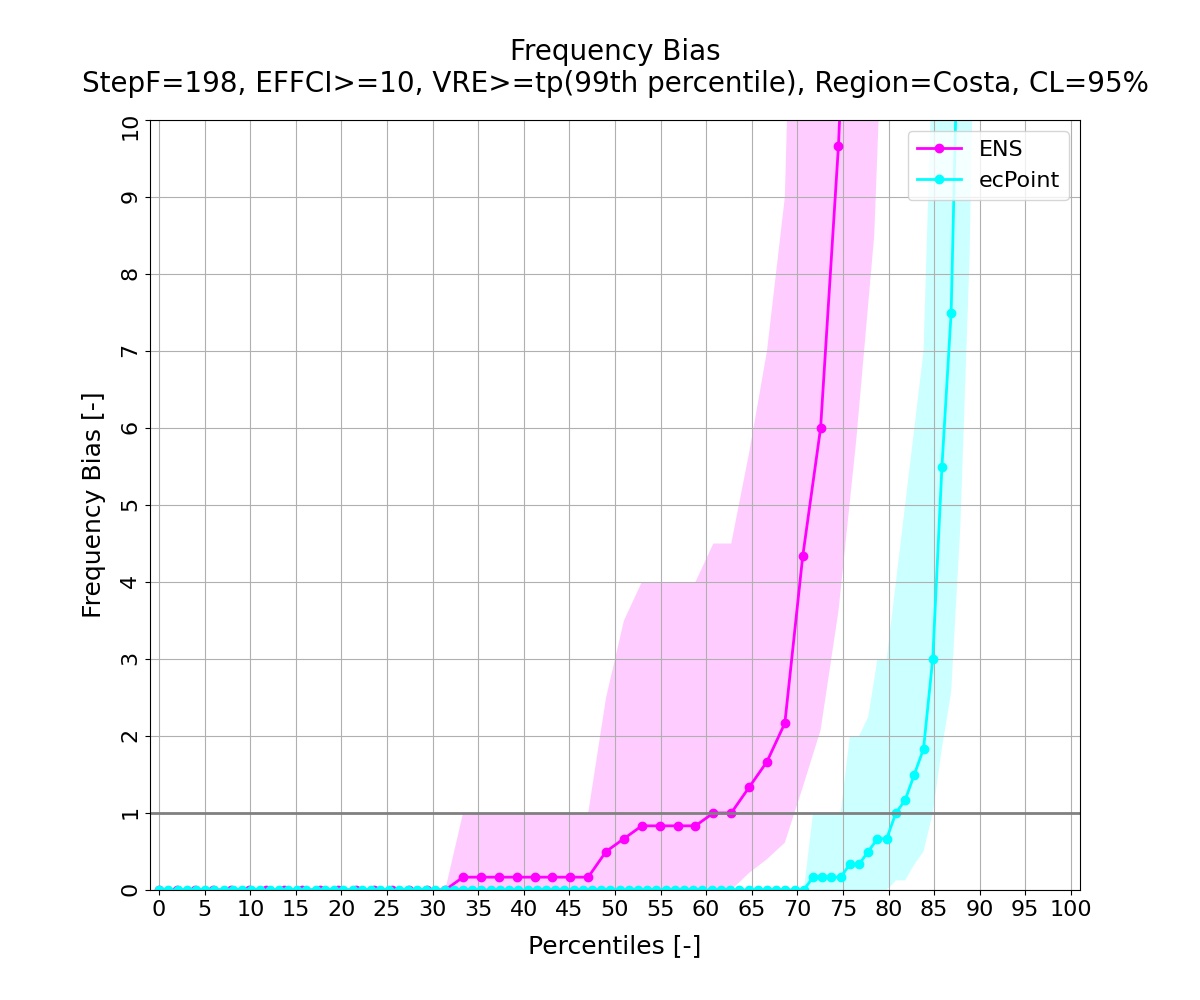 Frequency Bias
StepF=198, EFFCI>=10, VRE>=tp(99th percentile), Region=Costa, CL=95%
10
9
8
7
6
5
4
3
2
1
0
Frequency Bias [-]
ENS
ecPoint
0 5 10 15 20 25 30 35 40 45 50 55 60 65 70 75 80 85 90 95 100
Percentiles [-]